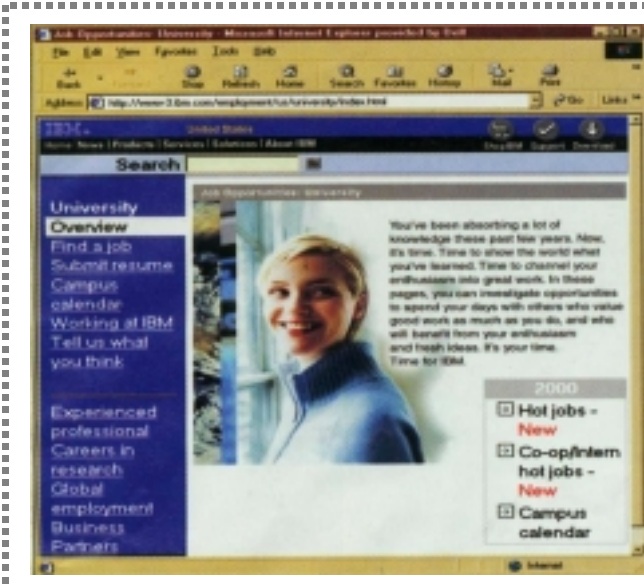 Job Opportunities: University - Microsoft Internet Explorer provided by Dell
File Edit View Favorites Tools Help
Back Stop Refresh Home Search Favorites History Mail Print
Address http://www-3.ibm.com/employment/us/university/index.html Go Links
IBM. United States
Home News | Products | Services | Solutions | About IBM Shop IBM Support Download
Search
Job Opportunities: University
University
Overview
Find a job
Submit resume
Campus
calendar
Working at IBM
Tell us what
you think
Experienced
professional
Careers in
research
Global
employment
Business
Partners
You've been absorbing a lot of
knowledge these past few years. Now,
it's time. Time to show the world what
you've learned. Time to channel your
enthusiasm into great work. In these
pages, you can investigate opportunities
to spend your days with others who value
good work as much as you do, and who
will benefit from your enthusiasm
and fresh ideas. It's your time.
Time for IBM.
2000
Hot jobs -
New
Co-op/Intern
hot jobs -
New
Campus
calendar
Internet